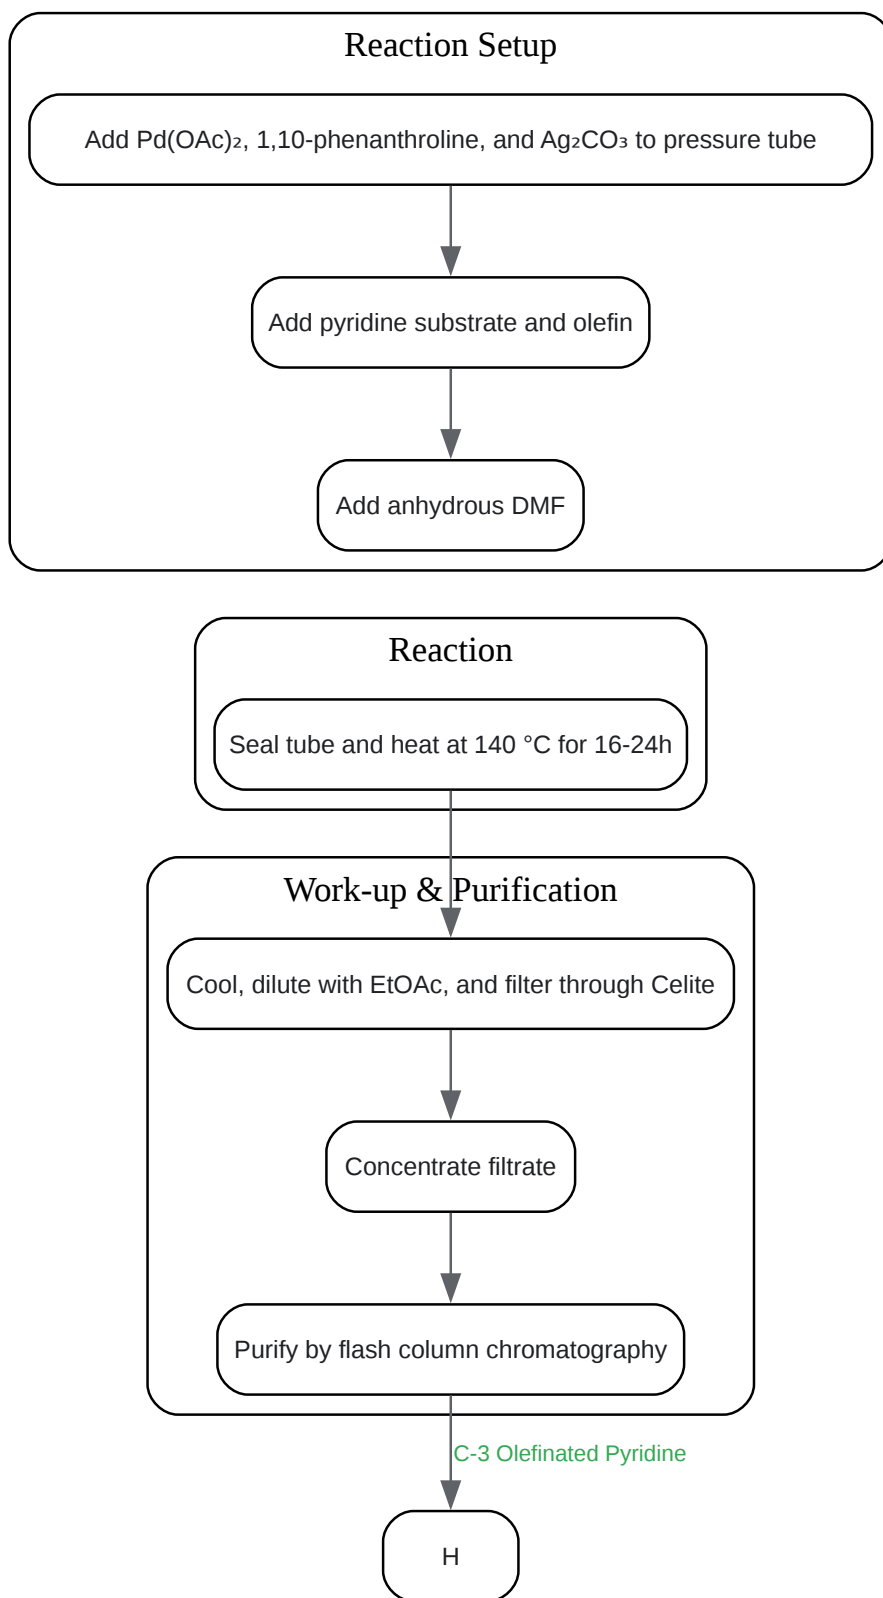 Reaction Setup
Add Pd(OAc)₂, 1,10-phenanthroline, and Ag₂CO₃ to pressure tube
Add pyridine substrate and olefin
Add anhydrous DMF
Reaction
Seal tube and heat at 140 °C for 16-24h
Work-up & Purification
Cool, dilute with EtOAc, and filter through Celite
Concentrate filtrate
Purify by flash column chromatography
C-3 Olefinated Pyridine
H